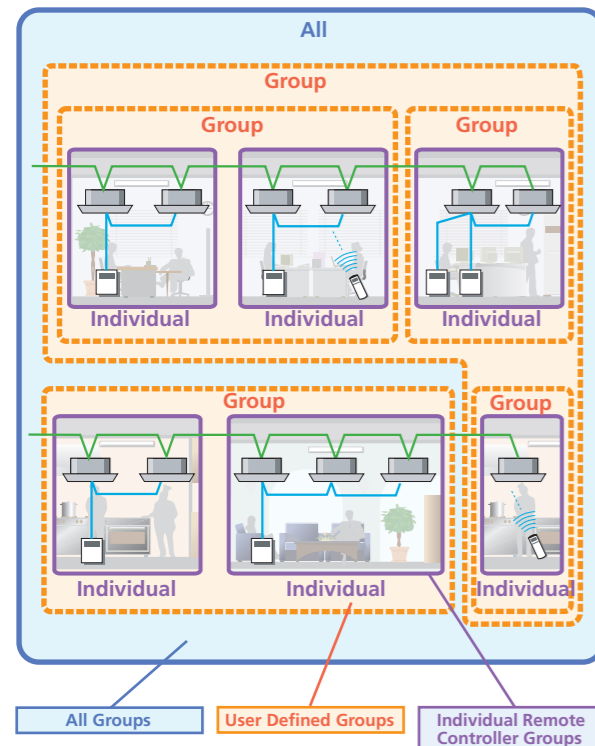 All
Group
Group
Group
Individual
Individual
Individual
Group
Group
Individual
Individual
Individual
All Groups
User Defined Groups
Individual Remote
Controller Groups